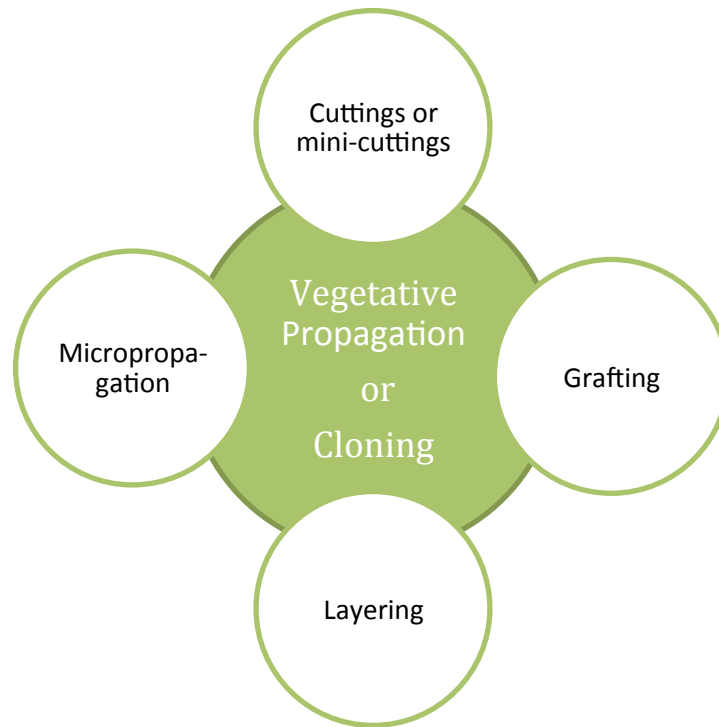 Cuttings or
mini-cuttings
Vegetative
Propagation
or
Cloning
Micropropa-
gation
Grafting
Layering